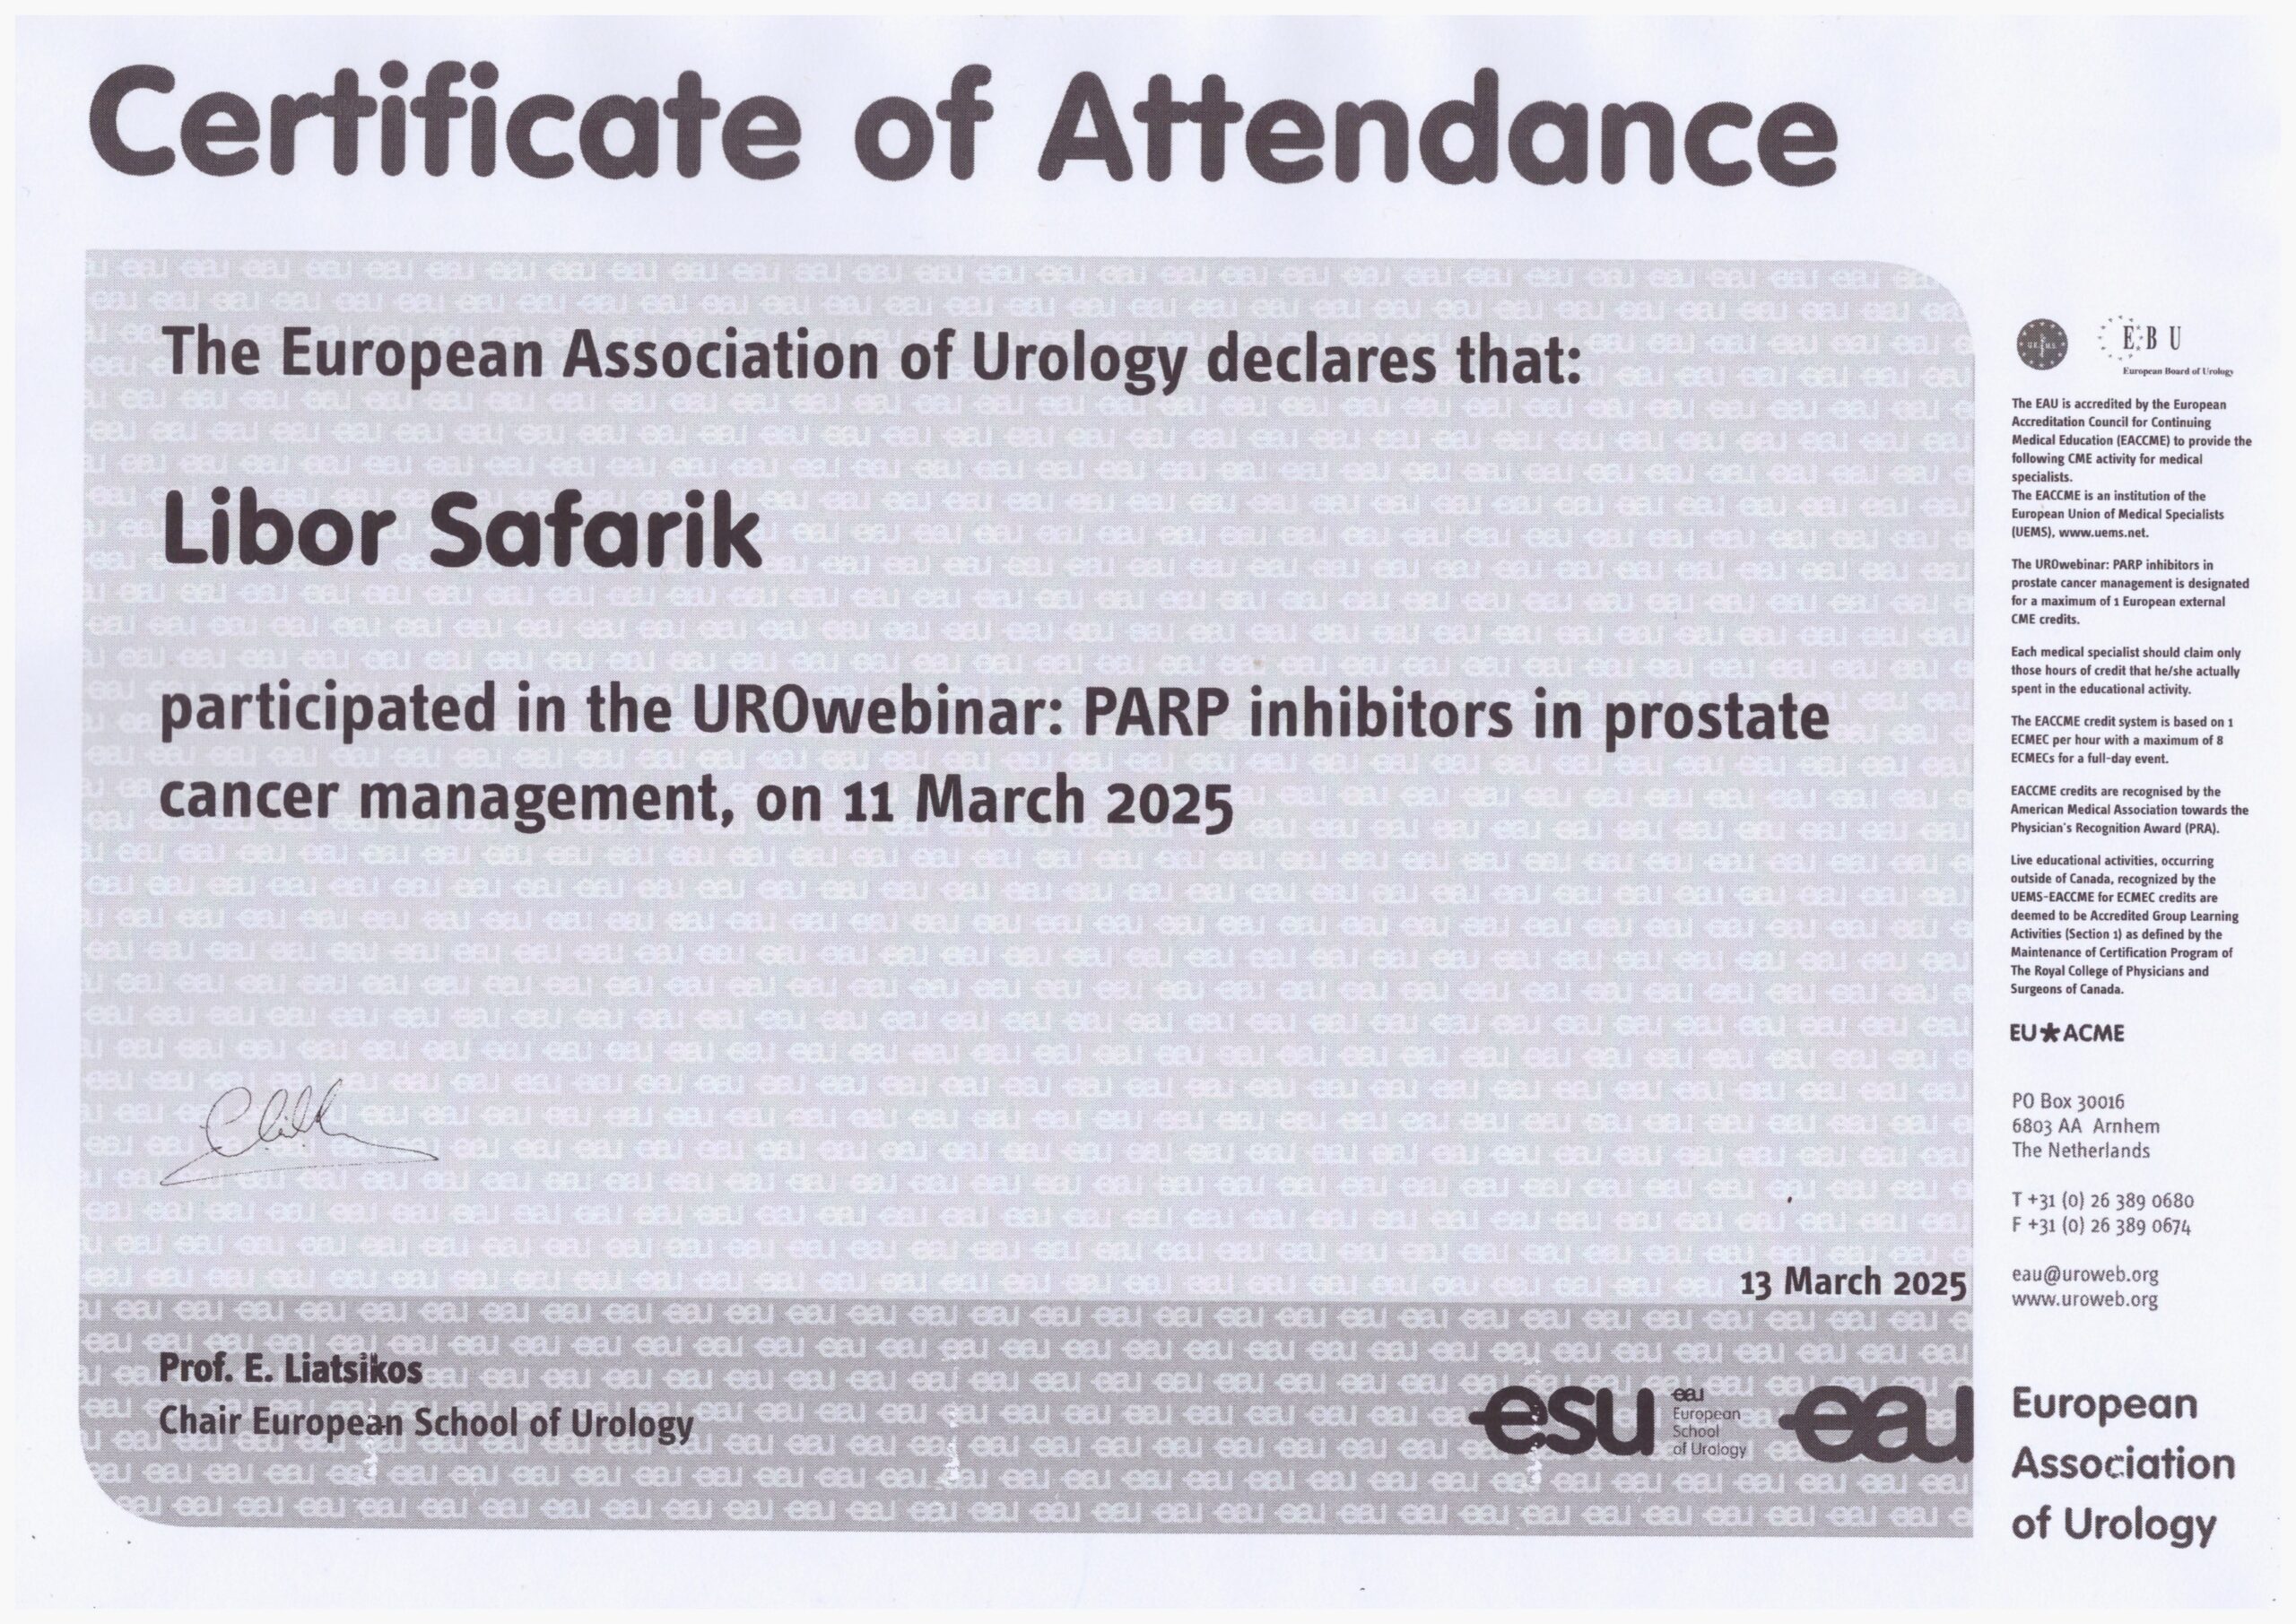 Certificate of Attendance
The European Association of Urology declares that:
Libor Safarik
participated in the UROwebinar: PARP inhibitors in prostate
cancer management, on 11 March 2025
13 March 2025
Prof. E. Liatsikos
Chair European School of Urology
esu
eau
European
School
of Urology
eau
E B U
European Board of Urology
The EAU is accredited by the European
Accreditation Council for Continuing
Medical Education (EACCME) to provide the
following CME activity for medical
specialists.
The EACCME is an institution of the
European Union of Medical Specialists
(UEMS), www.uems.net.
The UROwebinar: PARP inhibitors in
prostate cancer management is designated
for a maximum of 1 European external
CME credits.
Each medical specialist should claim only
those hours of credit that he/she actually
spent in the educational activity.
The EACCME credit system is based on 1
ECMEC per hour with a maximum of 8
ECMECs for a full-day event.
EACCME credits are recognised by the
American Medical Association towards the
Physician's Recognition Award (PRA).
Live educational activities, occurring
outside of Canada, recognized by the
UEMS-EACCME for ECMEC credits are
deemed to be Accredited Group Learning
Activities (Section 1) as defined by the
Maintenance of Certification Program of
The Royal College of Physicians and
Surgeons of Canada.
EU★ACME
PO Box 30016
6803 AA Arnhem
The Netherlands
T +31 (0) 26 389 0680
F +31 (0) 26 389 0674
eau@uroweb.org
www.uroweb.org
European
Association
of Urology